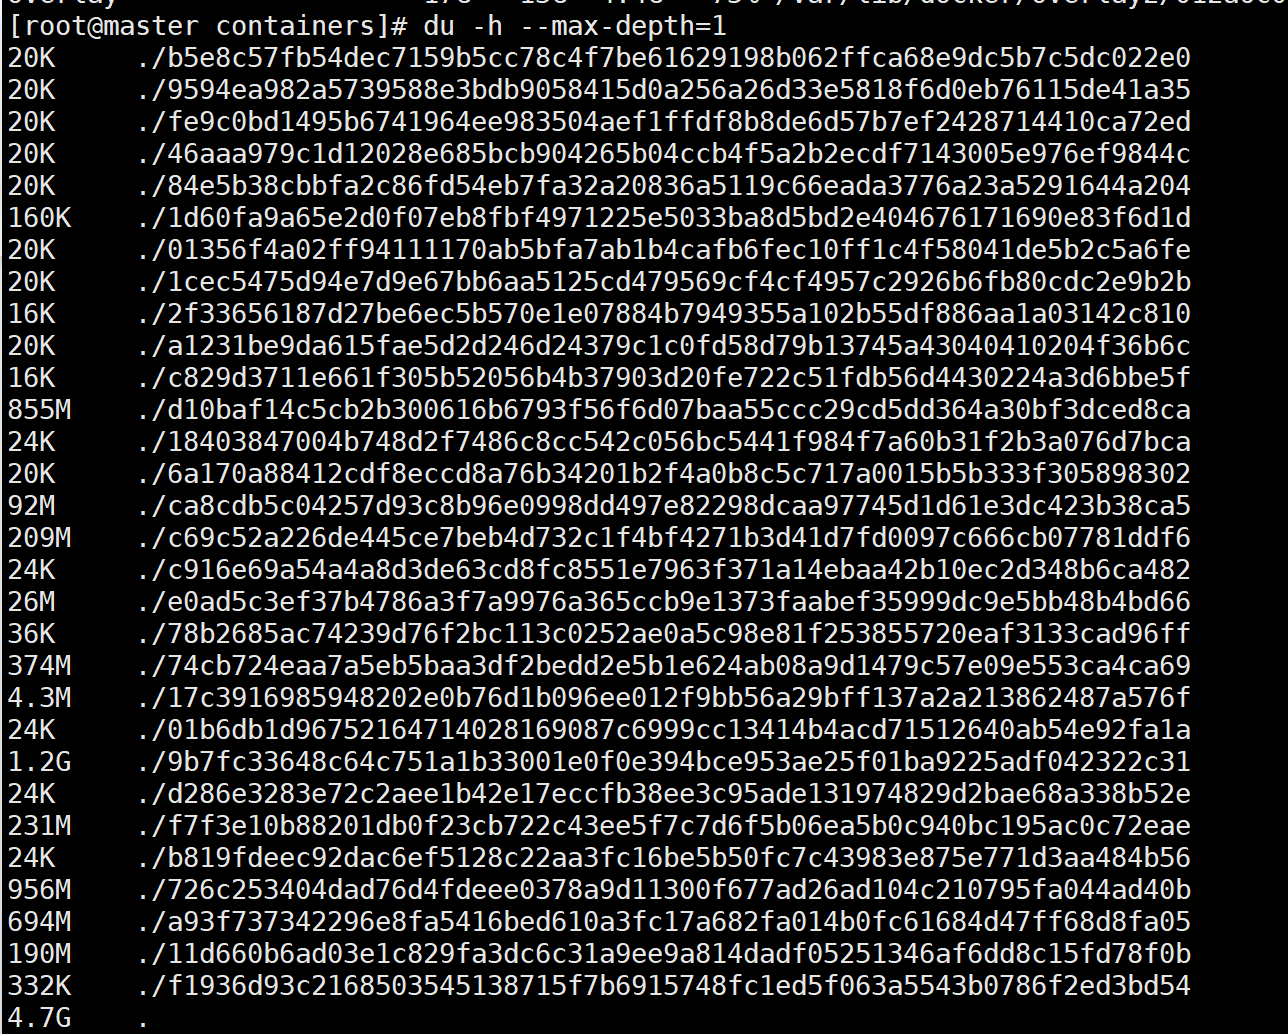 [root@master containers]# du -h --max-depth=1
20K ./b5e8c57fb54dec7159b5cc78c4f7be61629198b062ffca68e9dc5b7c5dc022e0
20K ./9594ea982a5739588e3bdb9058415d0a256a26d33e5818f6d0eb76115de41a35
20K ./fe9c0bd1495b6741964ee983504aef1ffdf8b8de6d57b7ef2428714410ca72ed
20K ./46aaa979c1d12028e685bcb904265b04ccb4f5a2b2ecdf7143005e976ef9844c
20K ./84e5b38cbbfa2c86fd54eb7fa32a20836a5119c66eada3776a23a5291644a204
160K ./1d60fa9a65e2d0f07eb8fbf4971225e5033ba8d5bd2e404676171690e83f6d1d
20K ./01356f4a02ff94111170ab5bfa7ab1b4cafb6fec10ff1c4f58041de5b2c5a6fe
20K ./1cec5475d94e7d9e67bb6aa5125cd479569cf4cf4957c2926b6fb80cdc2e9b2b
16K ./2f33656187d27be6ec5b570e1e07884b7949355a102b55df886aa1a03142c810
20K ./a1231be9da615fae5d2d246d24379c1c0fd58d79b13745a43040410204f36b6c
16K ./c829d3711e661f305b52056b4b37903d20fe722c51fdb56d4430224a3d6bbe5f
855M ./d10baf14c5cb2b300616b6793f56f6d07baa55ccc29cd5dd364a30bf3dced8ca
24K ./18403847004b748d2f7486c8cc542c056bc5441f984f7a60b31f2b3a076d7bca
20K ./6a170a88412cdf8eccd8a76b34201b2f4a0b8c5c717a0015b5b333f305898302
92M ./ca8cdb5c04257d93c8b96e0998dd497e82298dcaa97745d1d61e3dc423b38ca5
209M ./c69c52a226de445ce7beb4d732c1f4bf4271b3d41d7fd0097c666cb07781ddf6
24K ./c916e69a54a4a8d3de63cd8fc8551e7963f371a14ebaa42b10ec2d348b6ca482
26M ./e0ad5c3ef37b4786a3f7a9976a365ccb9e1373faabef35999dc9e5bb48b4bd66
36K ./78b2685ac74239d76f2bc113c0252ae0a5c98e81f253855720eaf3133cad96ff
374M ./74cb724eaa7a5eb5baa3df2bedd2e5b1e624ab08a9d1479c57e09e553ca4ca69
4.3M ./17c3916985948202e0b76d1b096ee012f9bb56a29bff137a2a213862487a576f
24K ./01b6db1d96752164714028169087c6999cc13414b4acd71512640ab54e92fa1a
1.2G ./9b7fc33648c64c751a1b33001e0f0e394bce953ae25f01ba9225adf042322c31
24K ./d286e3283e72c2aee1b42e17eccfb38ee3c95ade131974829d2bae68a338b52e
231M ./f7f3e10b88201db0f23cb722c43ee5f7c7d6f5b06ea5b0c940bc195ac0c72eae
24K ./b819fdeec92dac6ef5128c22aa3fc16be5b50fc7c43983e875e771d3aa484b56
956M ./726c253404dad76d4fdeee0378a9d11300f677ad26ad104c210795fa044ad40b
694M ./a93f737342296e8fa5416bed610a3fc17a682fa014b0fc61684d47ff68d8fa05
190M ./11d660b6ad03e1c829fa3dc6c31a9ee9a814dadf05251346af6dd8c15fd78f0b
332K ./f1936d93c2168503545138715f7b6915748fc1ed5f063a5543b0786f2ed3bd54
4.7G .